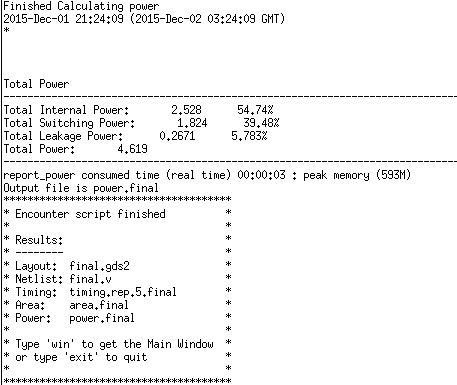 Finished Calculating power
2015-Dec-01 21:24:09 (2015-Dec-02 03:24:09 GMT)
*
Total Power
--------------------------------------------------------------------------------
Total Internal Power:        2.528      54.74%
Total Switching Power:        1.824      39.48%
Total Leakage Power:      0.2671      5.783%
Total Power:      4.619
--------------------------------------------------------------------------------
report_power consumed time (real time) 00:00:03 : peak memory (593M)
Output file is power.final
**************************************
* Encounter script finished          *
*                                    *
* Results:                           *
* --------                           *
* Layout:  final.gds2                *
* Netlist: final.v                   *
* Timing:  timing.rep.5.final        *
* Area:    area.final                *
* Power:   power.final               *
*                                    *
* Type 'win' to get the Main Window  *
* or type 'exit' to quit             *
*                                    *
**************************************